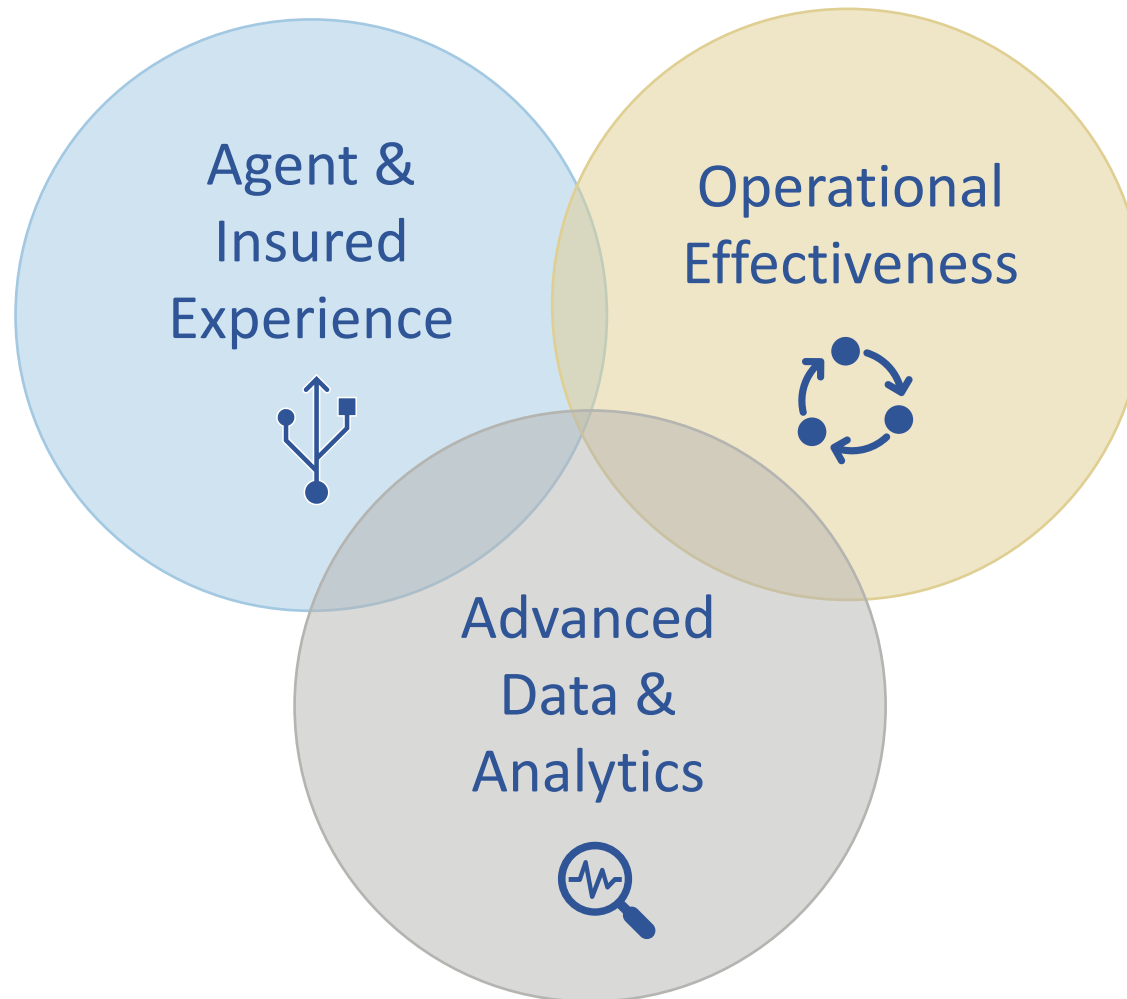 Agent &
Insured
Experience
Operational
Effectiveness
Advanced
Data &
Analytics